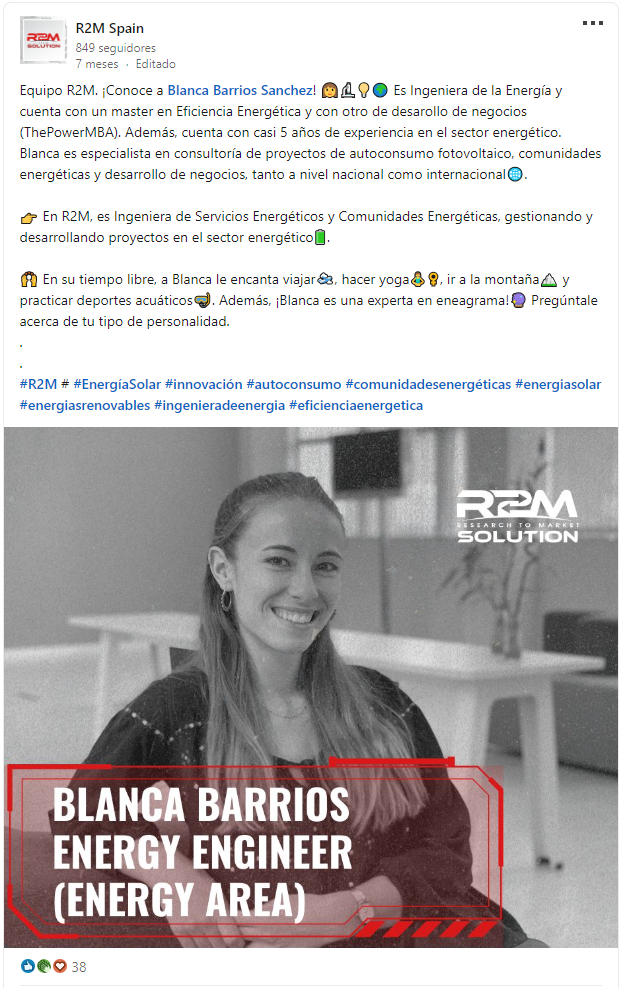 R2M Spain
R2M
SOLUTION
849 seguidores
7 meses · Editado
Equipo R2M. ¡Conoce a Blanca Barrios Sanchez! 👩🔬💡🌍 Es Ingeniera de la Energía y
cuenta con un master en Eficiencia Energética y con otro de desarollo de negocios
(ThePowerMBA). Además, cuenta con casi 5 años de experiencia en el sector energético.
Blanca es especialista en consultoría de proyectos de autoconsumo fotovoltaico, comunidades
energéticas y desarrollo de negocios, tanto a nivel nacional como internacional🌐.
👉 En R2M, es Ingeniera de Servicios Energéticos y Comunidades Energéticas, gestionando y
desarrollando proyectos en el sector energético🔋.
🙌 En su tiempo libre, a Blanca le encanta viajar, hacer yoga, ir a la montaña y
practicar deportes acuáticos🤿. Además, ¡Blanca es una experta en eneagrama!🔮 Pregúntale
acerca de tu tipo de personalidad.
.
.
#R2M # #EnergíaSolar #innovación #autoconsumo #comunidadesenergéticas #energiasolar
#energiasrenovables #ingenieradeenergia #eficienciaenergetica
R2M
RESEARCH TO MARKET
SOLUTION
BLANCA BARRIOS
ENERGY ENGINEER
(ENERGY AREA)
38